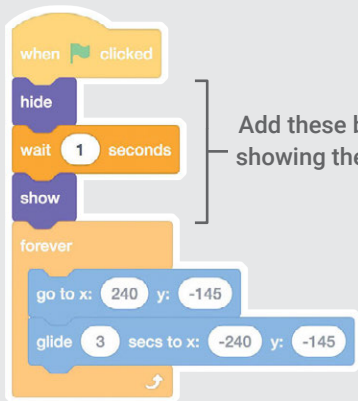 when clicked
hide
wait 1 seconds
show
Add these b
showing the
forever
go to x: 240 y: -145
glide 3 secs to x: -240 y: -145